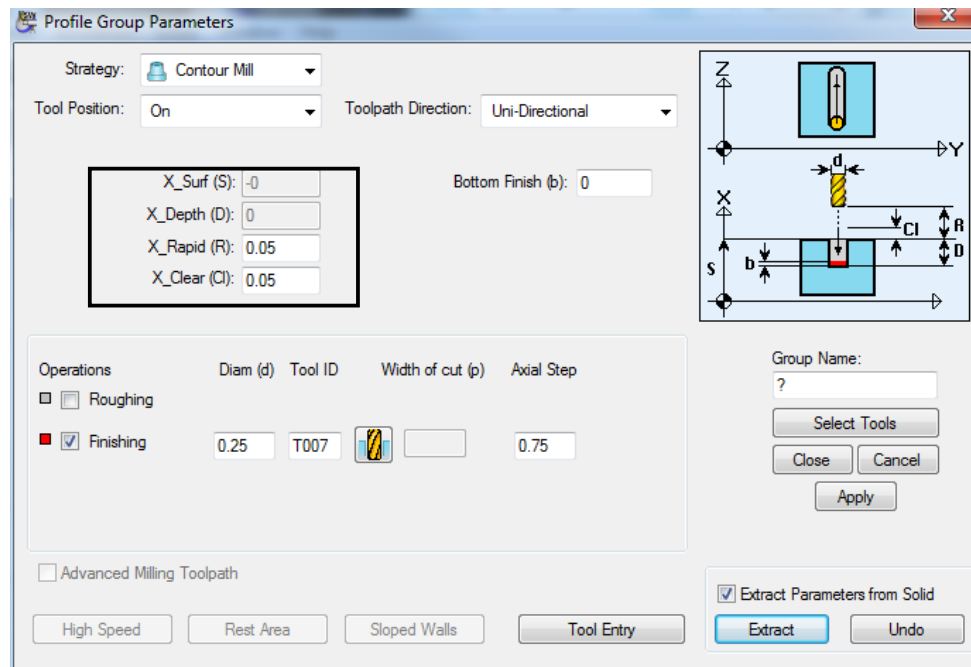 Profile Group Parameters
X
Strategy: Contour Mill
Tool Position: On Toolpath Direction: Uni-Directional
X_Surf (S): -0 Bottom Finish (b): 0
X_Depth (D): 0
X_Rapid (R): 0.05
X_Clear (Cl): 0.05
Z
Y
d
X
Cl
R
D
S
b
Operations Diam (d) Tool ID Width of cut (p) Axial Step
Roughing
Finishing 0.25 T007 0.75
Group Name:
?
Select Tools
Close Cancel
Apply
Advanced Milling Toolpath
Extract Parameters from Solid
High Speed Rest Area Sloped Walls Tool Entry Extract Undo